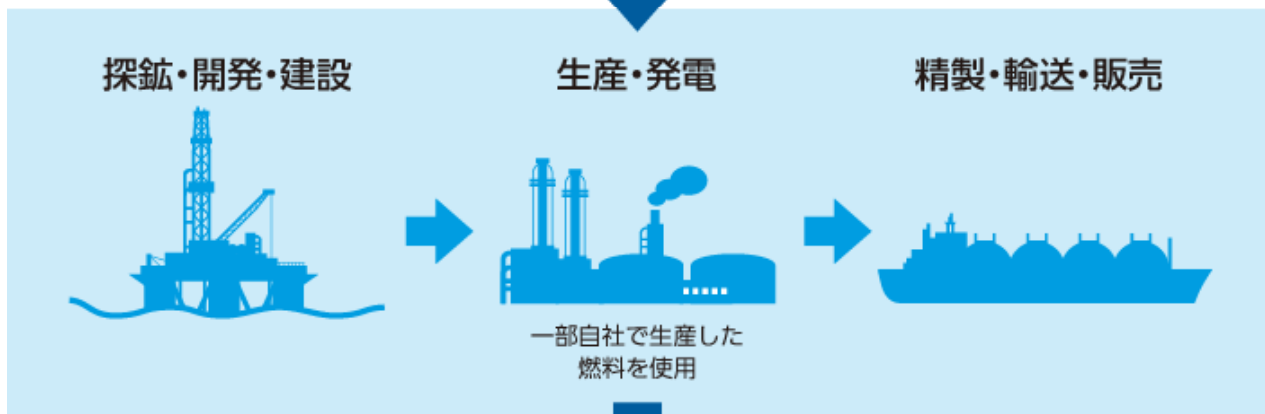 探鉱・開発・建設
生産・発電
精製・輸送・販売
一部自社で生産した
燃料を使用